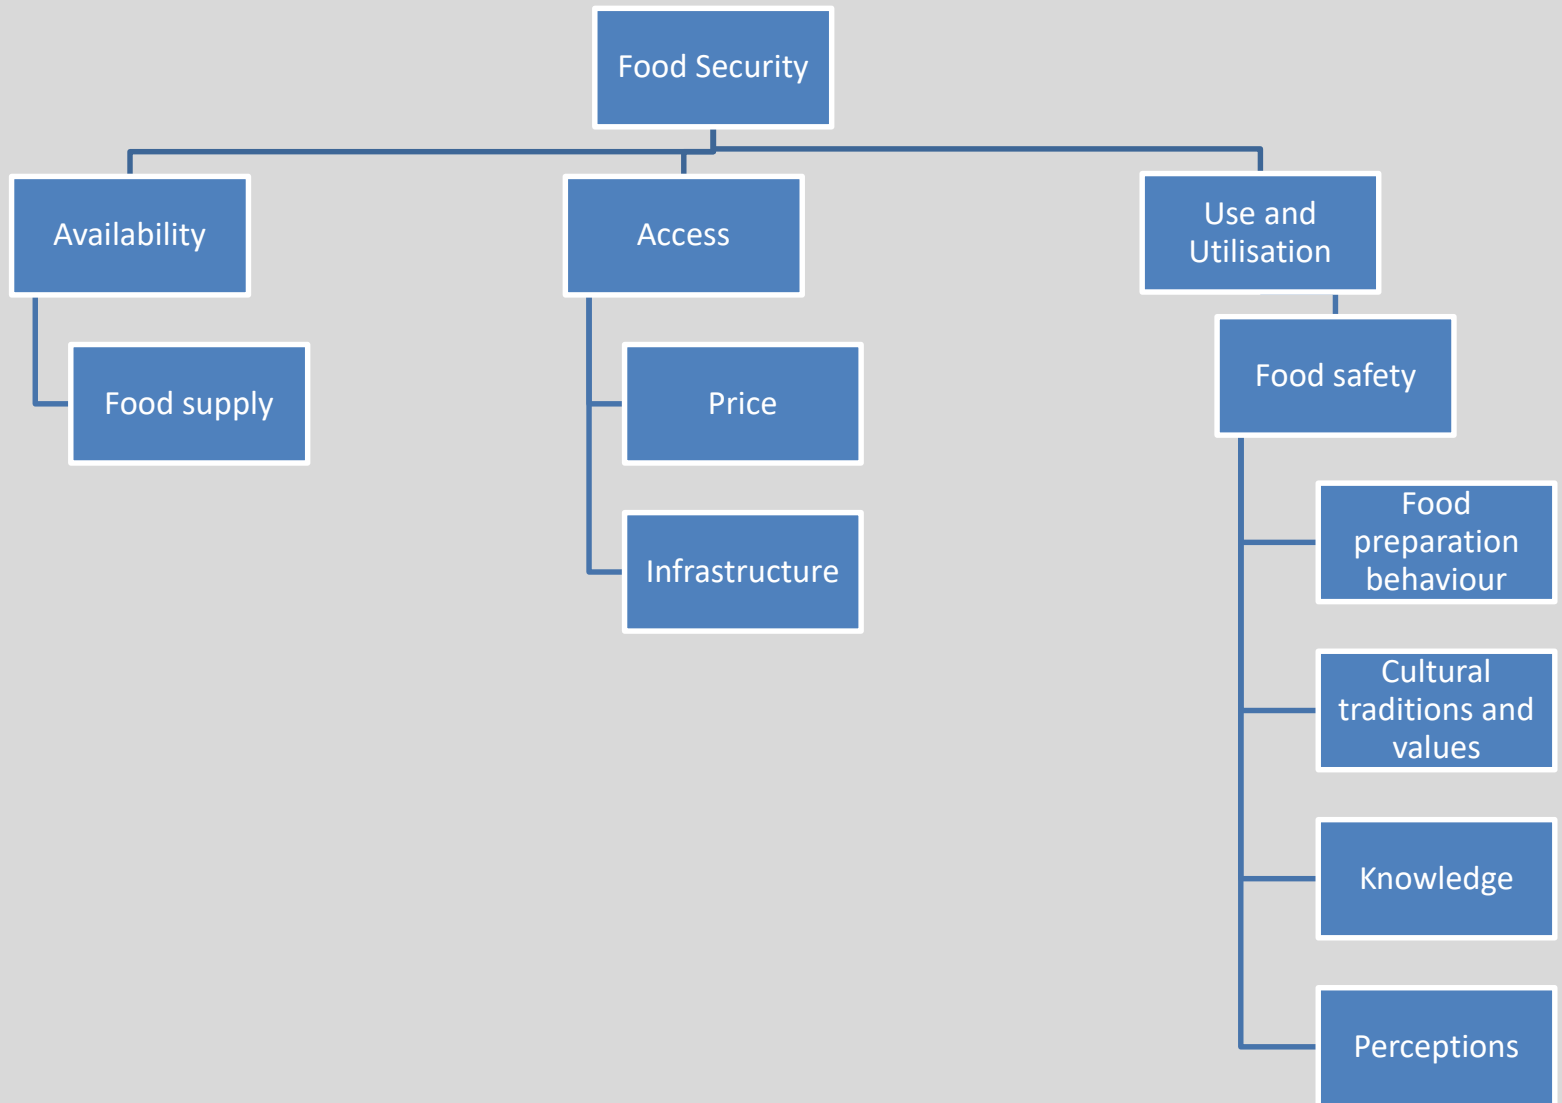 Food Security
Availability
Food supply
Access
Price
Infrastructure
Use and
Utilisation
Food safety
Food
preparation
behaviour
Cultural
traditions and
values
Knowledge
Perceptions